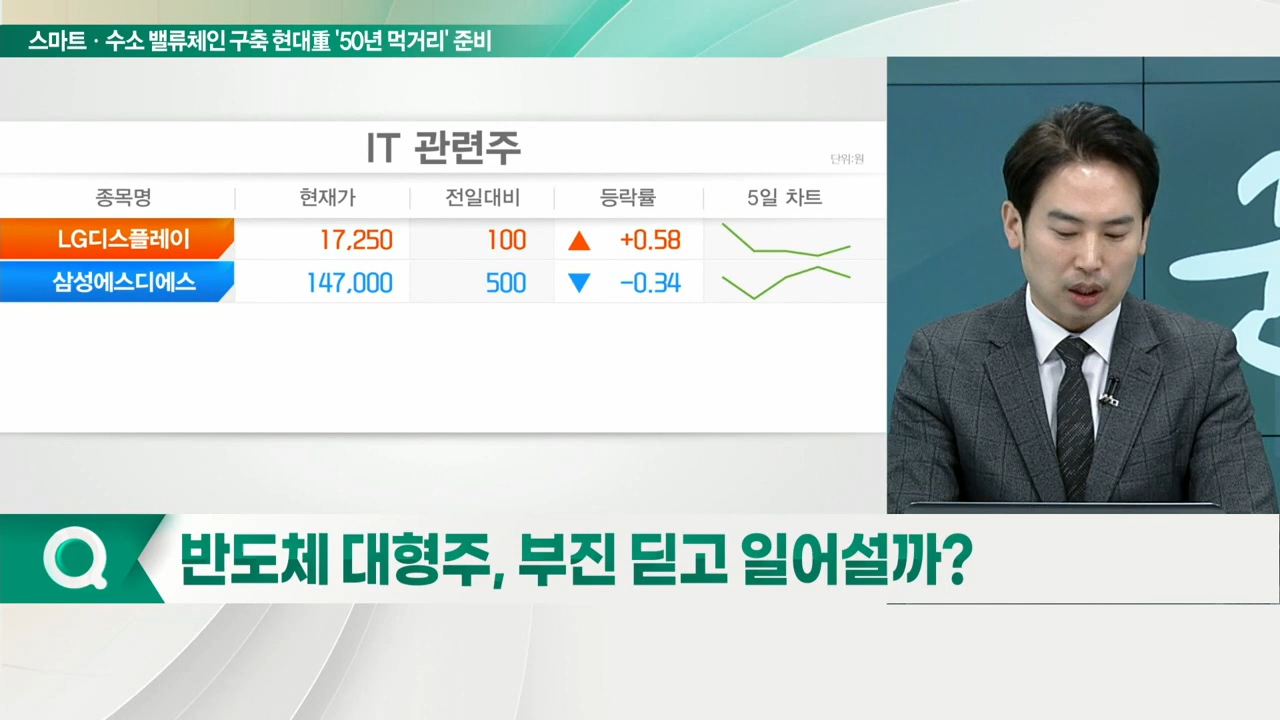 스마트 · 수소 밸류체인 구축 현대重 '50년 먹거리' 준비
IT 관련주
단위:원
종목명 현재가 전일대비 등락률 5일 차트
LG디스플레이 17,250 100 ▲ +0.58
삼성에스디에스 147,000 500 ▼ -0.34
Q 반도체 대형주, 부진 딛고 일어설까?